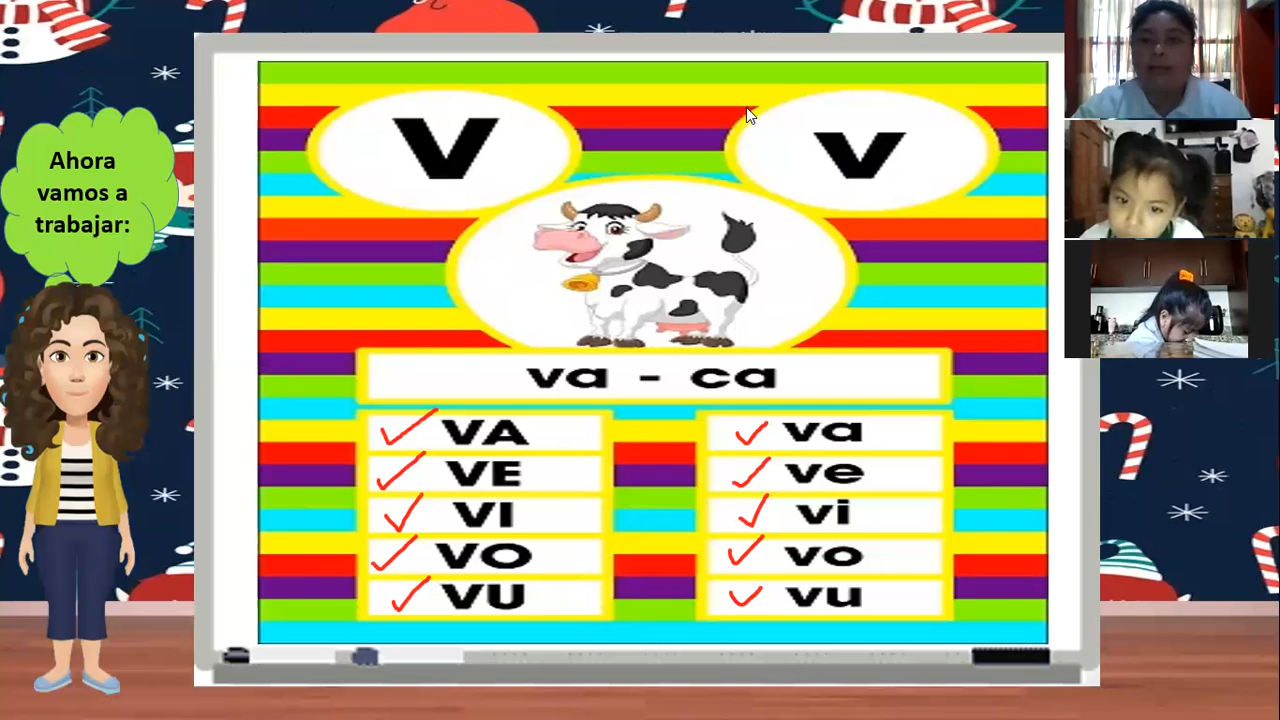 Ahora
vamos a
trabajar:
V
v
va - ca
VA
va
VE
ve
VI
vi
VO
vo
VU
vu